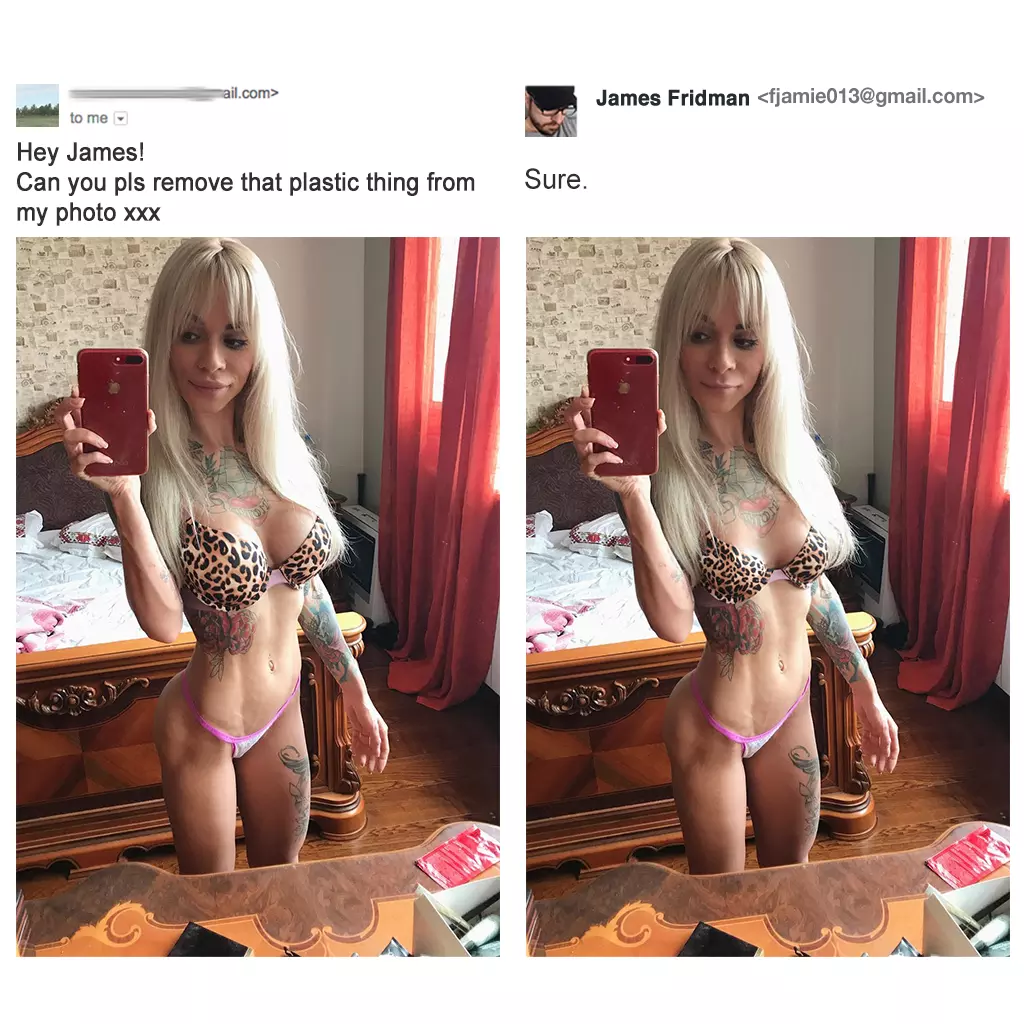 ail.com>
to me
Hey James!
Can you pls remove that plastic thing from
my photo xxx
James Fridman <fjamie013@gmail.com>
Sure.